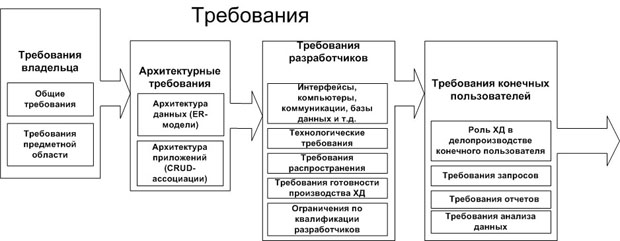 Требования
Требования
владельца
Общие
требования
Требования
предметной
области
Архитектурные
требования
Архитектура
данных (ER-
модели)
Архитектура
приложений
(CRUD-
ассоциации)
Требования
разработчиков
Интерфейсы,
компьютеры,
коммуникации, базы
данных и т.д.
Технологические
требования
Требования
распространения
Требования готовности
производства ХД
Ограничения по
квалификации
разработчиков
Требования конечных
пользователей
Роль ХД в
делопроизводстве
конечного пользователя
Требования запросов
Требования отчетов
Требования анализа
данных